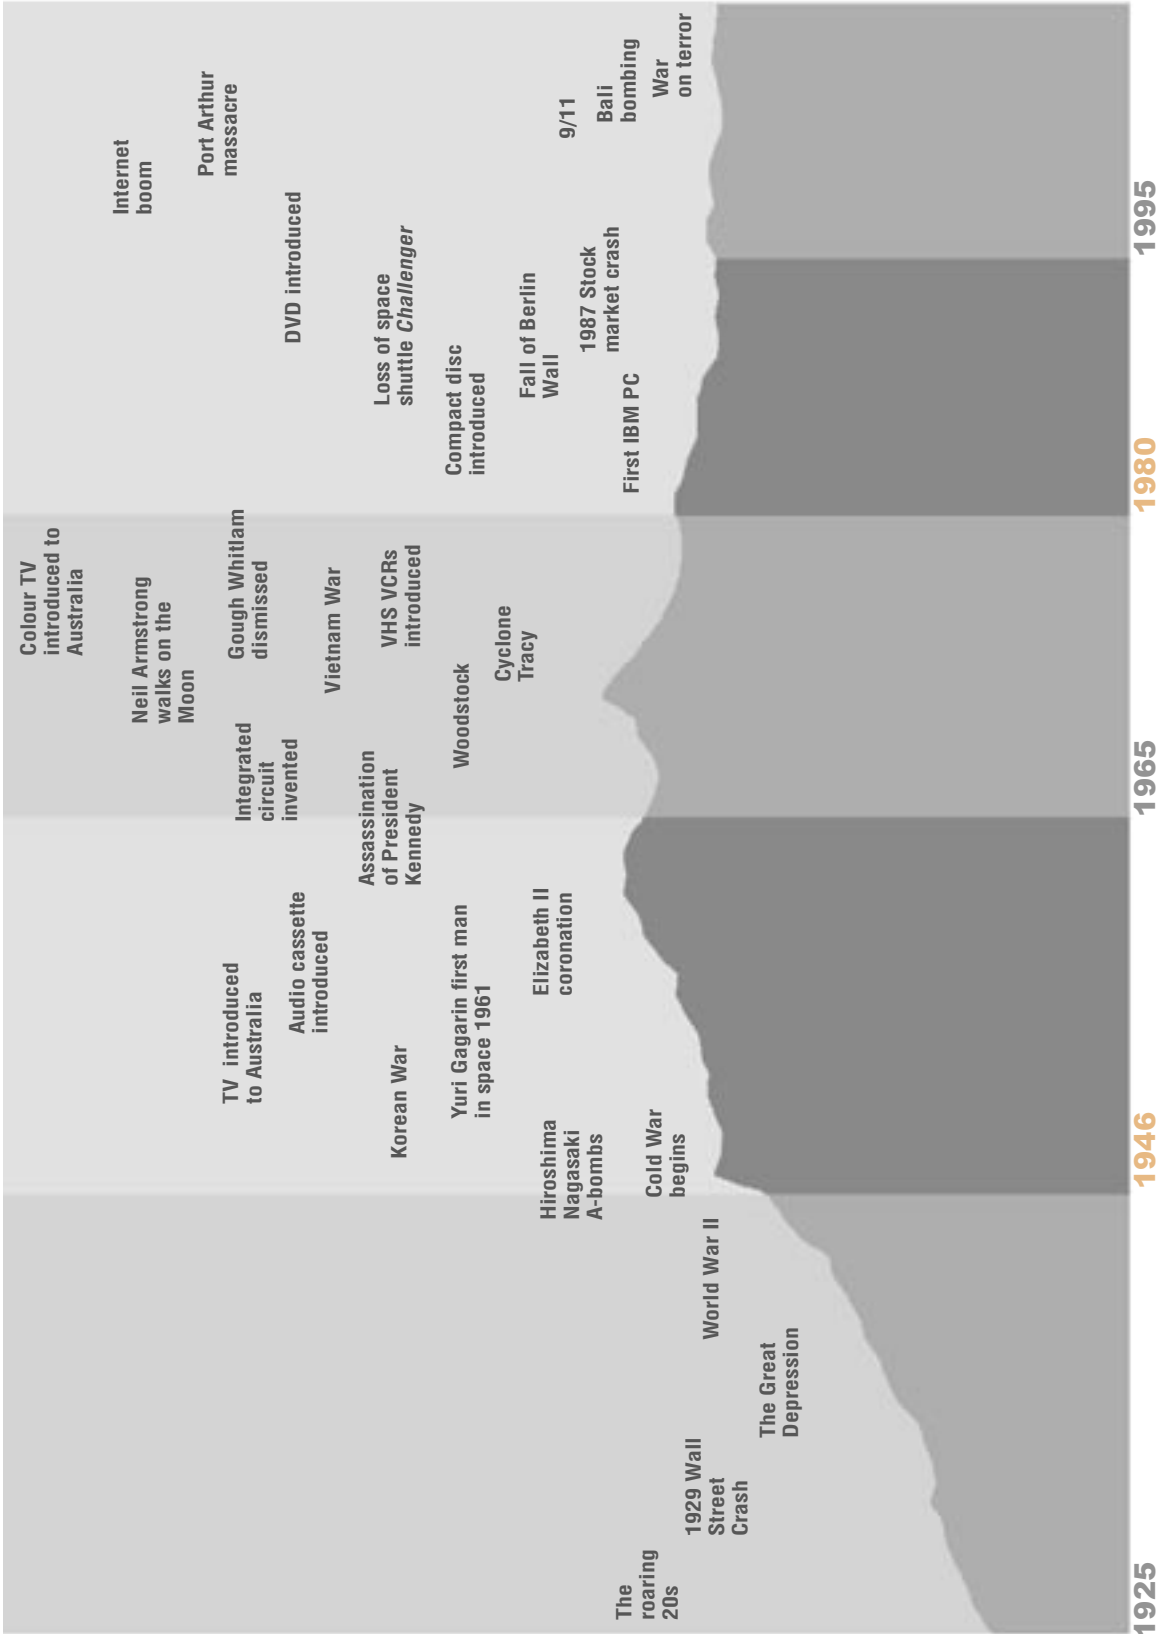 The
roaring
20s
1929 Wall
Street
Crash
The Great
Depression
World War II
Hiroshima
Nagasaki
A-bombs
Cold War
begins
Korean War
TV introduced
to Australia
Yuri Gagarin first man
in space 1961
Audio cassette
introduced
Elizabeth II
coronation
Assassination
of President
Kennedy
Integrated
circuit
invented
Woodstock
Neil Armstrong
walks on the
Moon
Vietnam War
Cyclone
Tracy
Gough Whitlam
dismissed
Colour TV
introduced to
Australia
VHS VCRs
introduced
First IBM PC
Compact disc
introduced
Loss of space
shuttle Challenger
Fall of Berlin
Wall
1987 Stock
market crash
DVD introduced
Internet
boom
Port Arthur
massacre
9/11
Bali
bombing
War
on terror
1925
1946
1965
1980
1995